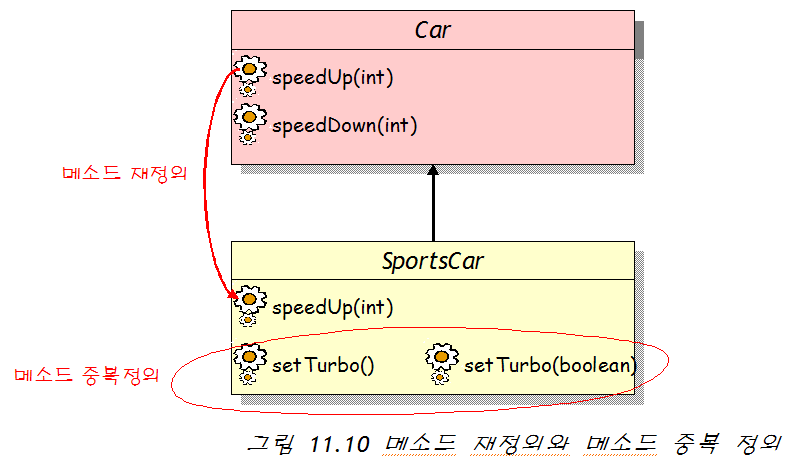 Car
speedUp(int)
speedDown(int)
메소드 재정의
SportsCar
speedUp(int)
메소드 중복정의
setTurbo() setTurbo(boolean)
그림 11.10 메소드 재정의와 메소드 중복 정의